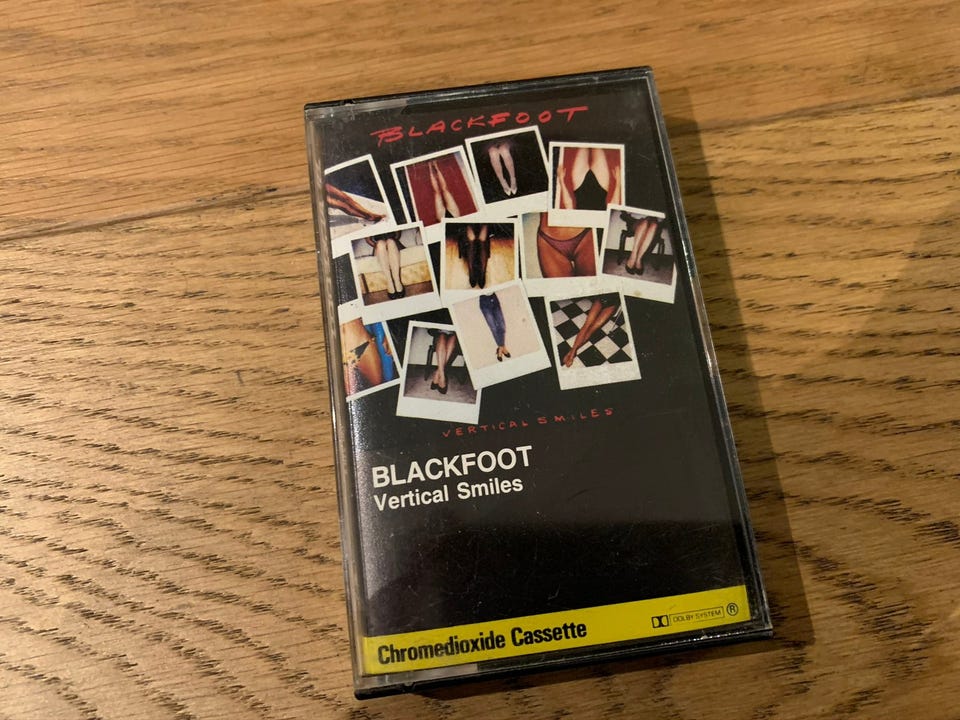 BLACKFOOT
VERTICAL SMILES
BLACKFOOT
Vertical Smiles
Chromedioxide Cassette
DOLBY SYSTEM ®